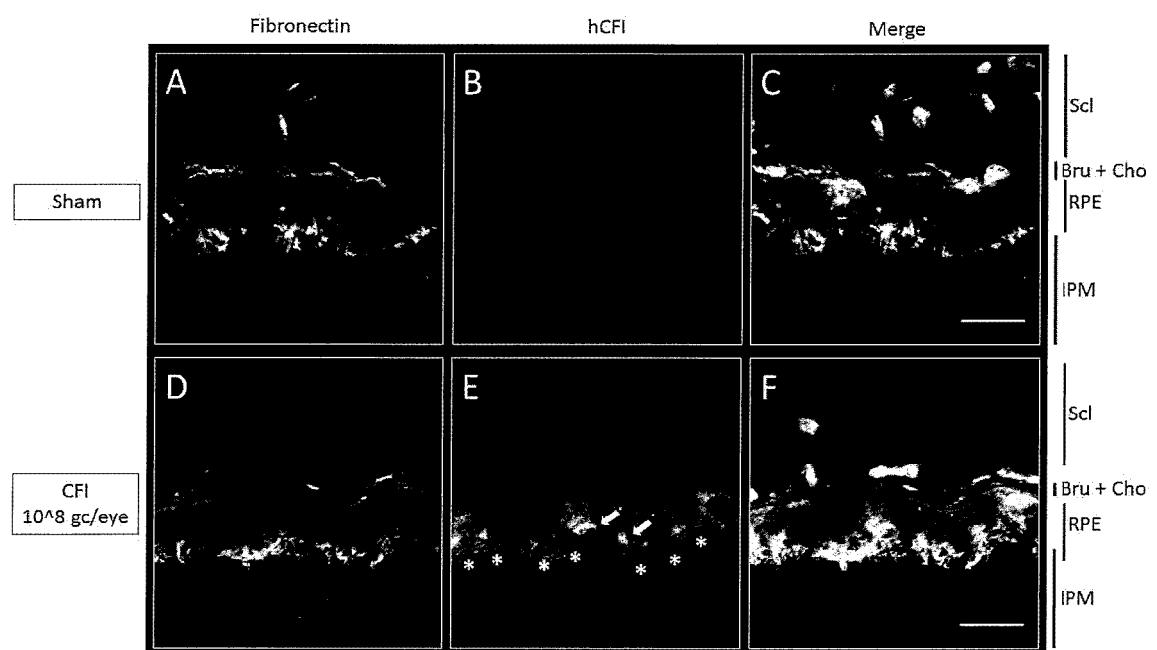 Fibronectin hCFI Merge
A B C
Scl
Bru + Cho
Sham
RPE
IPM
D E F
Scl
CFI
10^8 gc/eye
Bru + Cho
RPE
* * * * * * *
IPM